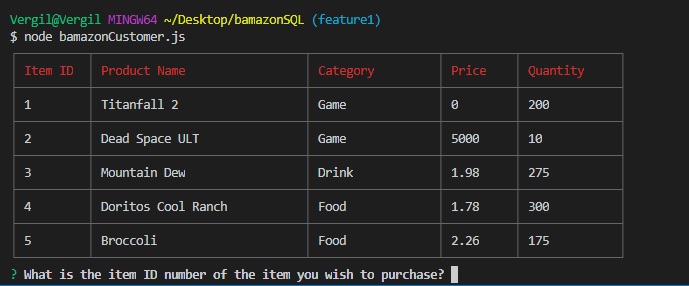 Vergil@Vergil MINGW64 ~/Desktop/bamazonSQL (feature1)
$ node bamazonCustomer.js
Item ID Product Name Category Price Quantity
1 Titanfall 2 Game 0 200
2 Dead Space ULT Game 5000 10
3 Mountain Dew Drink 1.98 275
4 Doritos Cool Ranch Food 1.78 300
5 Broccoli Food 2.26 175
? What is the item ID number of the item you wish to purchase?